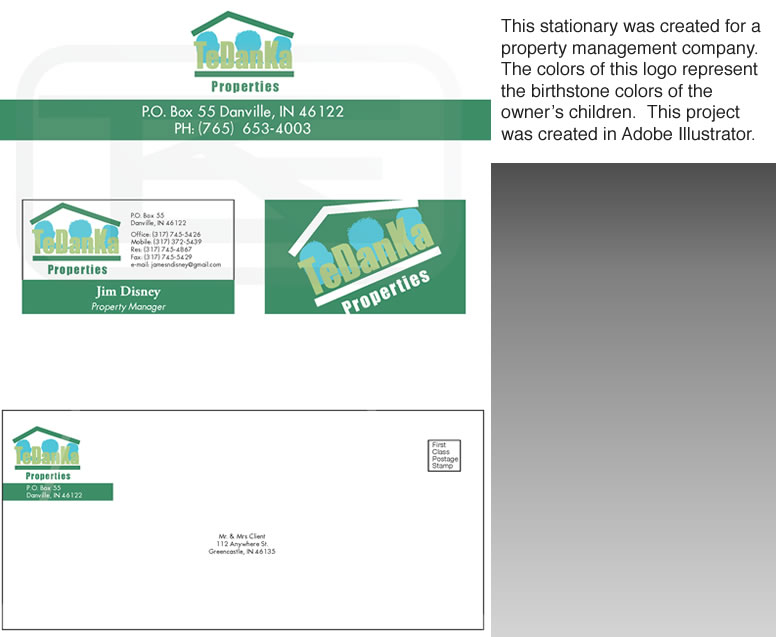 TeDanKa
Properties
P.O. Box 55 Danville, IN 46122
PH: (765) 653-4003
This stationary was created for a
property management company.
The colors of this logo represent
the birthstone colors of the
owner's children. This project
was created in Adobe Illustrator.
TeDanKa
Properties
P.O. Box 55
Danville, IN 46122
Office: (317) 745-5426
Mobile: (317) 372-5439
Res: (317) 745-4867
Fax: (317) 745-5429
e-mail: jamesndisney@gmail.com
Jim Disney
Property Manager
TeDanKa
Properties
TeDanKa
Properties
P.O. Box 55
Danville, IN 46122
First
Class
Postage
Stamp
Mr. & Mrs Client
112 Anywhere St.
Greencastle, IN 46135